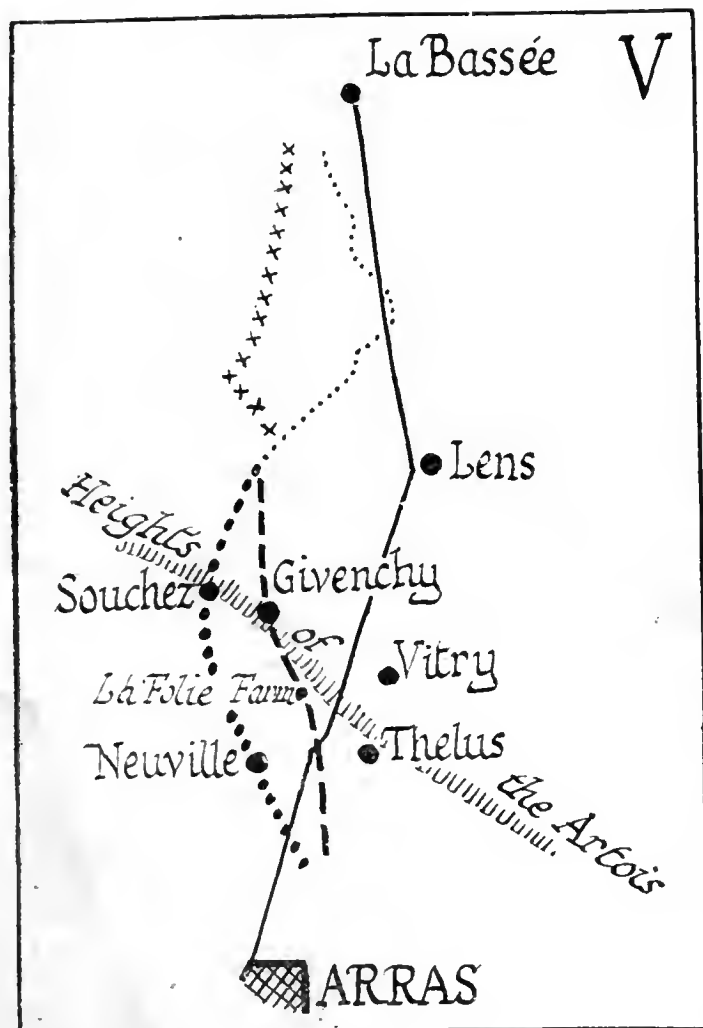 La Bassée
V
Lens
Heights of the Artois
Givenchy
Souchez
Vitry
La Folie Farm
Neuville
Thelus
ARRAS